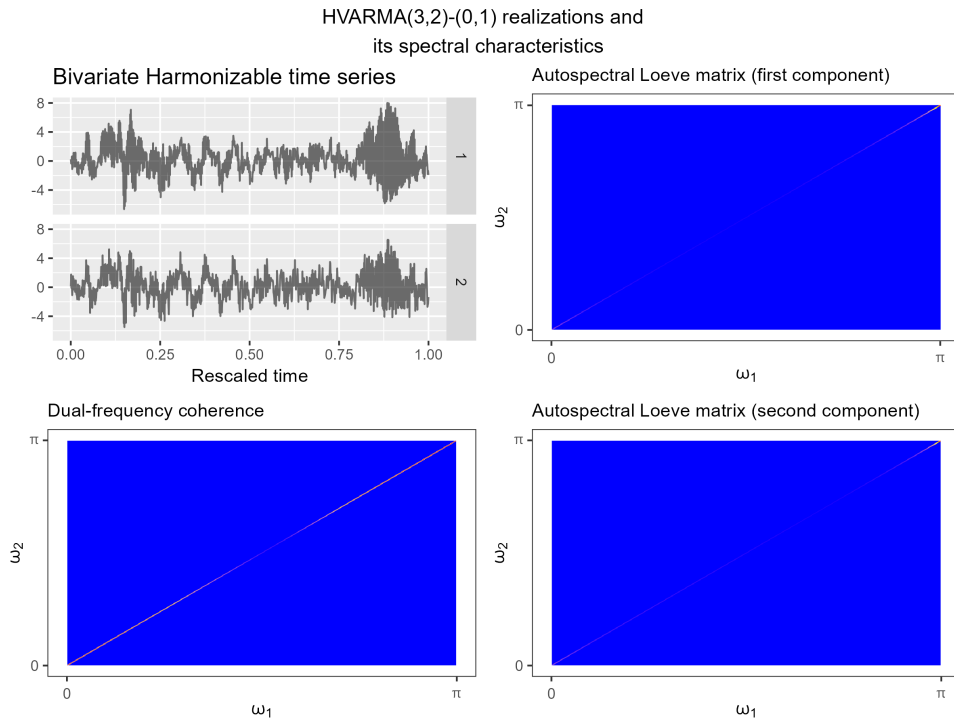 HVARMA(3,2)-(0,1) realizations and
its spectral characteristics
Bivariate Harmonizable time series
8
4
0
-4
1
8
4
0
-4
2
0.00 0.25 0.50 0.75 1.00
Rescaled time
Autospectral Loeve matrix (first component)
π
ω2
0
0 π
ω1
Dual-frequency coherence
π
ω2
0
0 π
ω1
Autospectral Loeve matrix (second component)
π
ω2
0
0 π
ω1